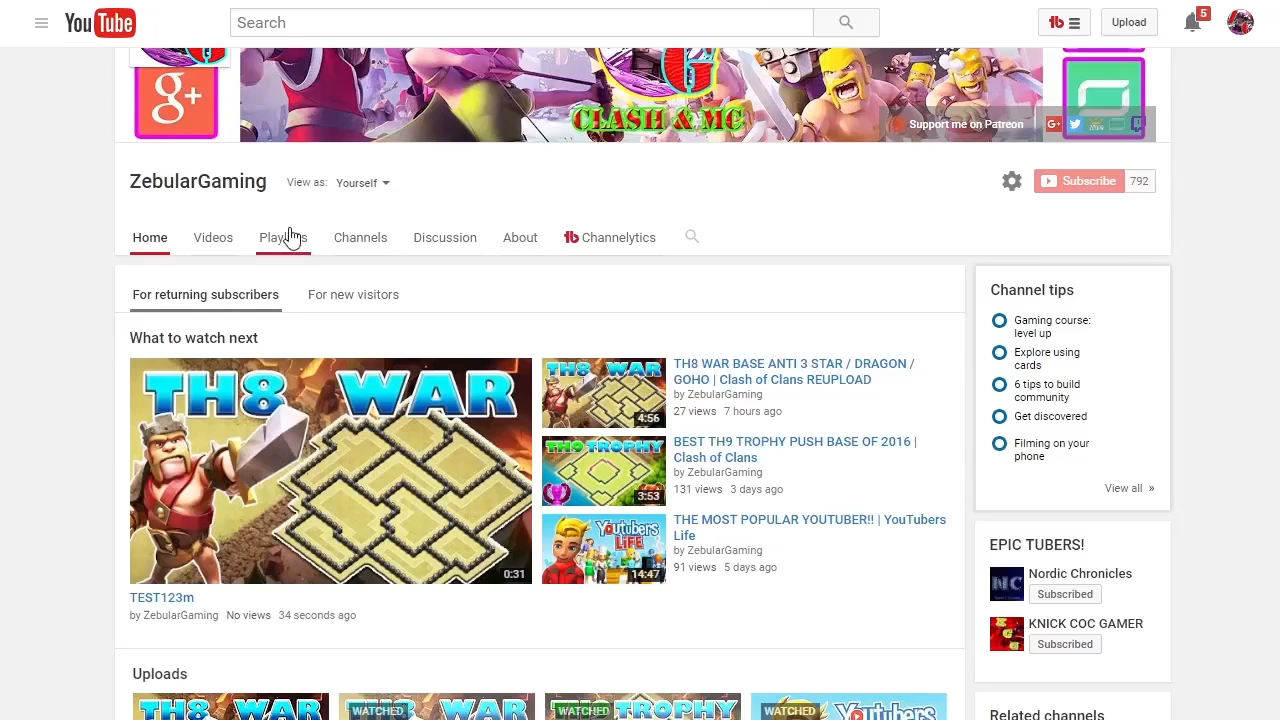 YouTube
Search
Upload
5
g+
CLASH & MC
Support me on Patreon
G+
ZebularGaming
View as: Yourself
Subscribe 792
Home Videos Playlists Channels Discussion About Channelytics
For returning subscribers For new visitors
What to watch next
TH8 WAR
0:31
TEST123m
by ZebularGaming No views 34 seconds ago
TH8 WAR
4:56
TH8 WAR BASE ANTI 3 STAR / DRAGON /
GOHO | Clash of Clans REUPLOAD
by ZebularGaming
27 views 7 hours ago
TH9 TROPHY
3:53
BEST TH9 TROPHY PUSH BASE OF 2016 |
Clash of Clans
by ZebularGaming
131 views 3 days ago
Youtubers
LIFE
14:47
THE MOST POPULAR YOUTUBER!! | YouTubers
Life
by ZebularGaming
91 views 5 days ago
Channel tips
Gaming course:
level up
Explore using
cards
6 tips to build
community
Get discovered
Filming on your
phone
View all »
EPIC TUBERS!
NC
Nordic Chronicles
Subscribed
KNICK COC GAMER
Subscribed
Related channels
Uploads
TH8 WAR
WATCHED
WATCHED
WATCHED
Youtubers